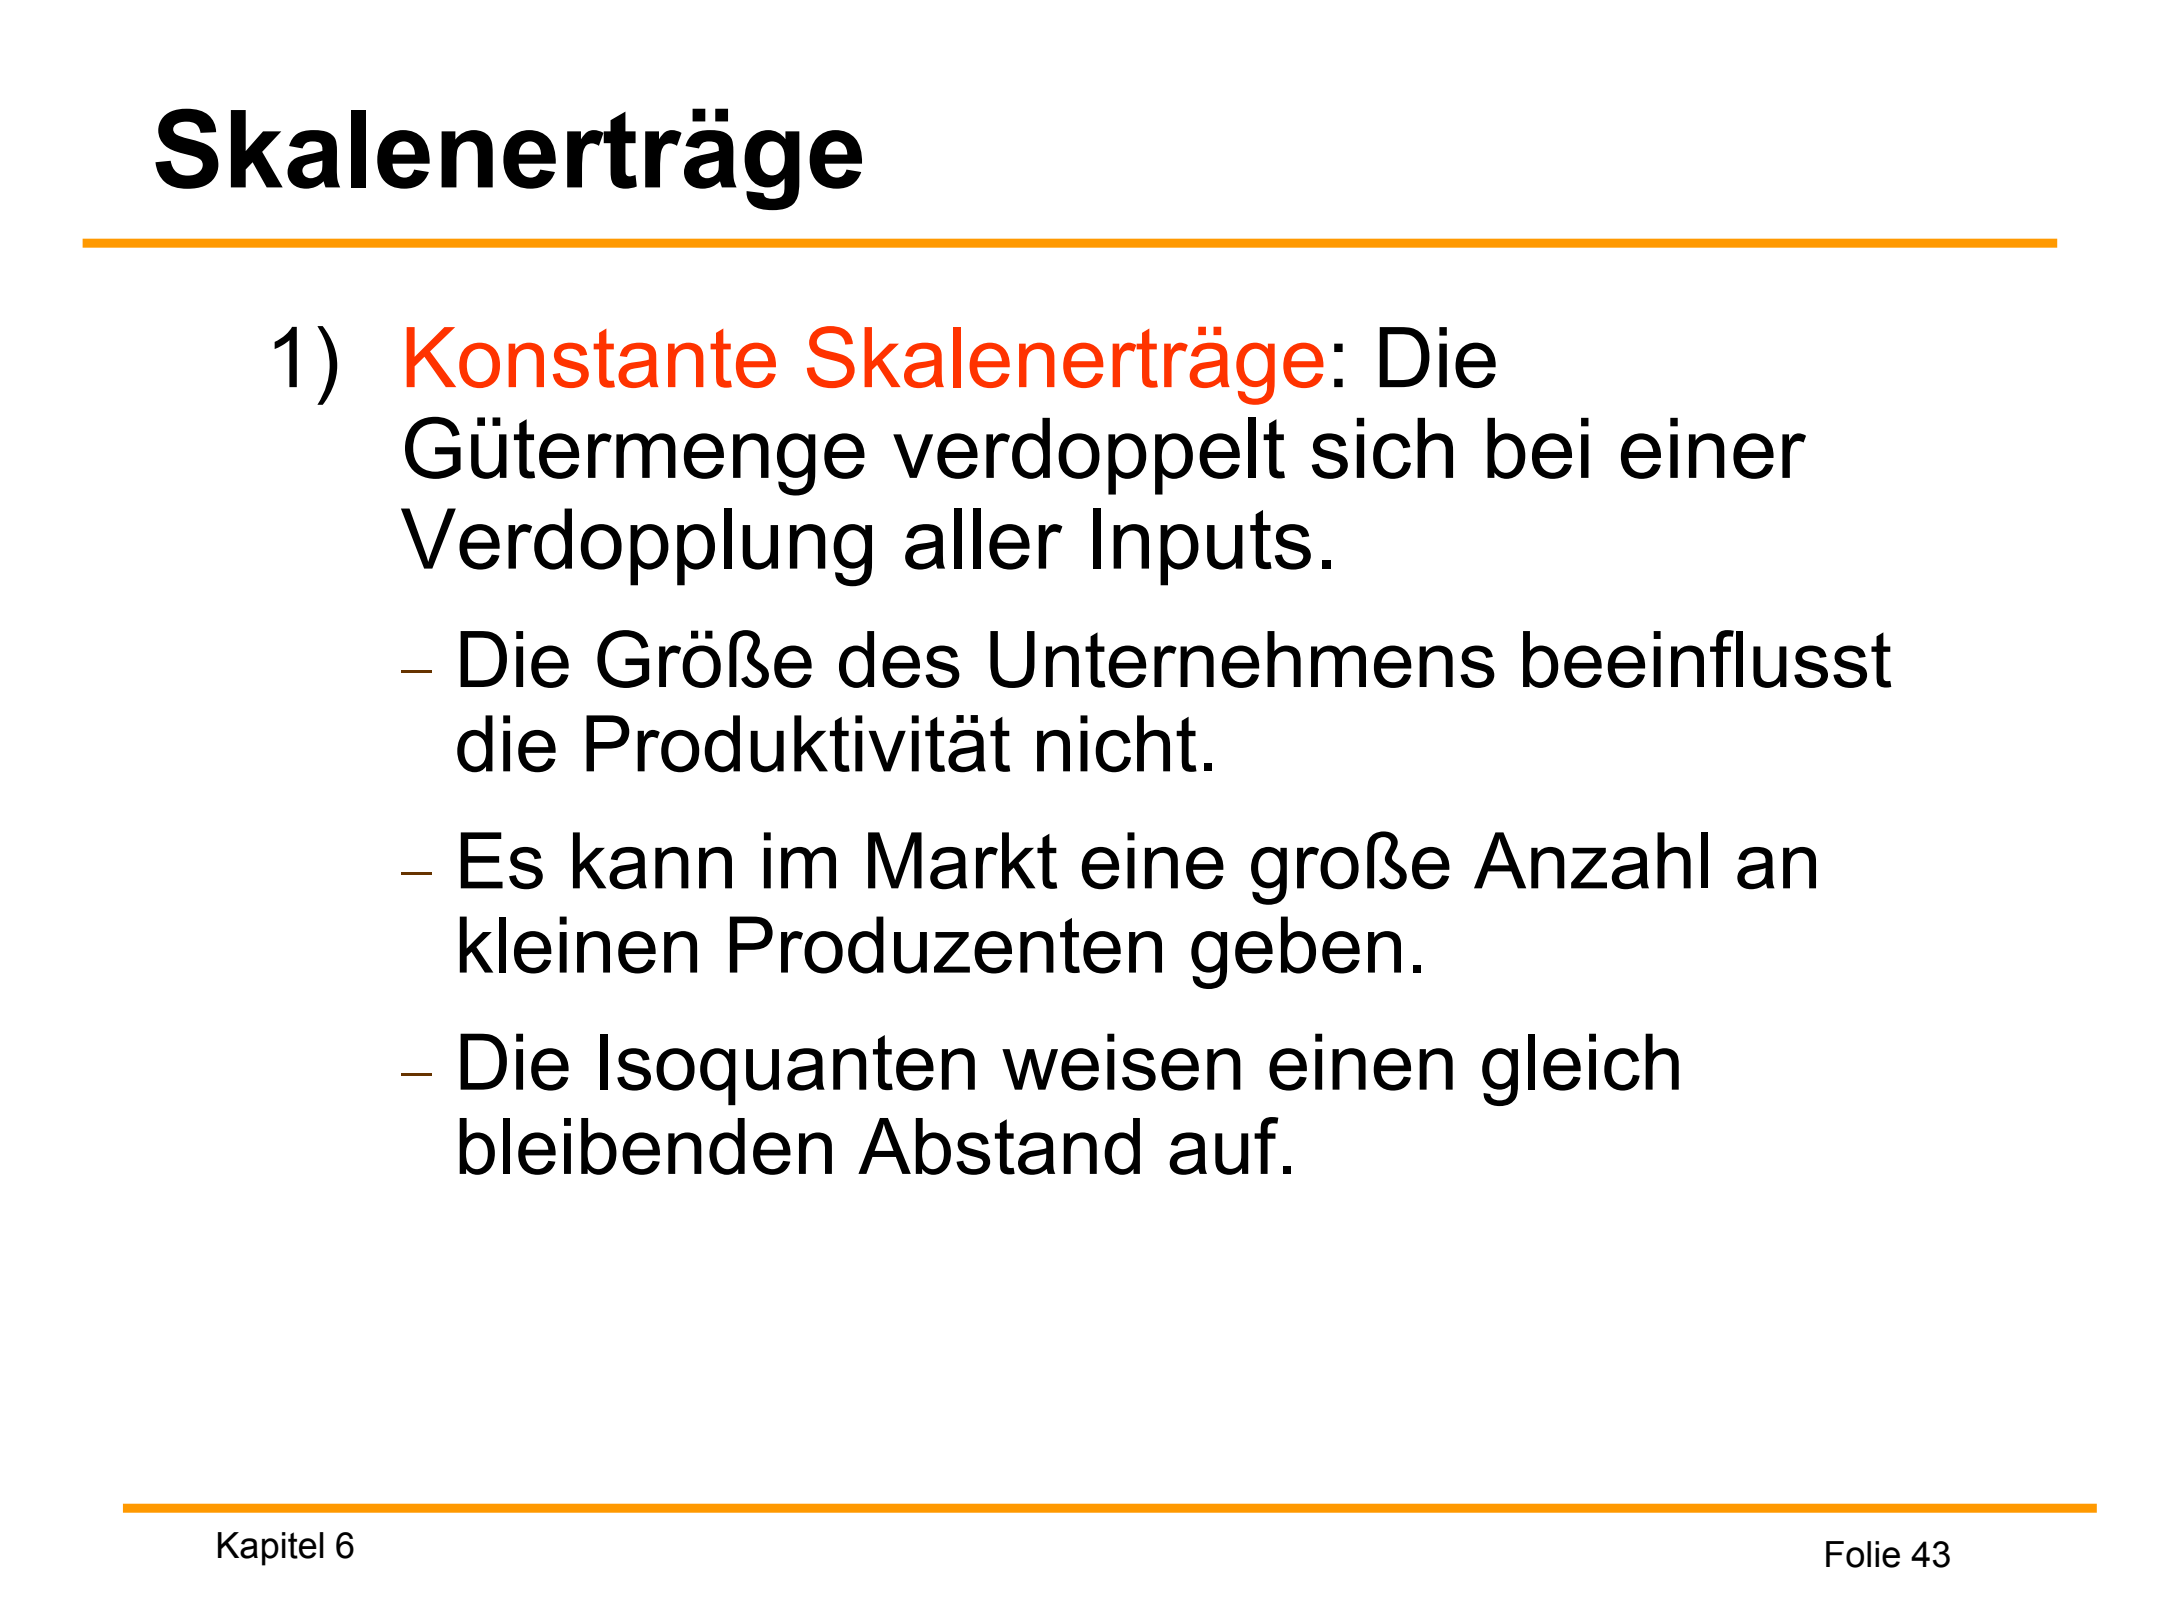 Skalenerträge
1) Konstante Skalenerträge: Die
Gütermenge verdoppelt sich bei einer
Verdopplung aller Inputs.
– Die Größe des Unternehmens beeinflusst
die Produktivität nicht.
– Es kann im Markt eine große Anzahl an
kleinen Produzenten geben.
– Die Isoquanten weisen einen gleich
bleibenden Abstand auf.
Kapitel 6
Folie 43